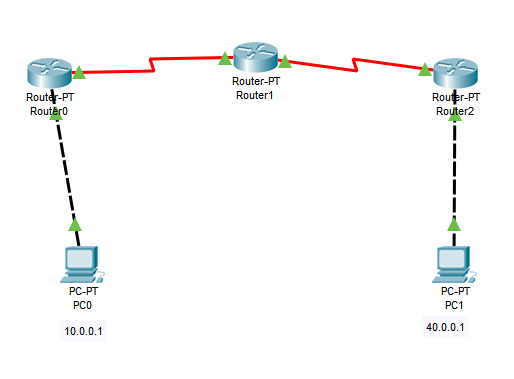 Router-PT
Router1
Router-PT
Router0
Router-PT
Router2
PC-PT
PC0
10.0.0.1
PC-PT
PC1
40.0.0.1